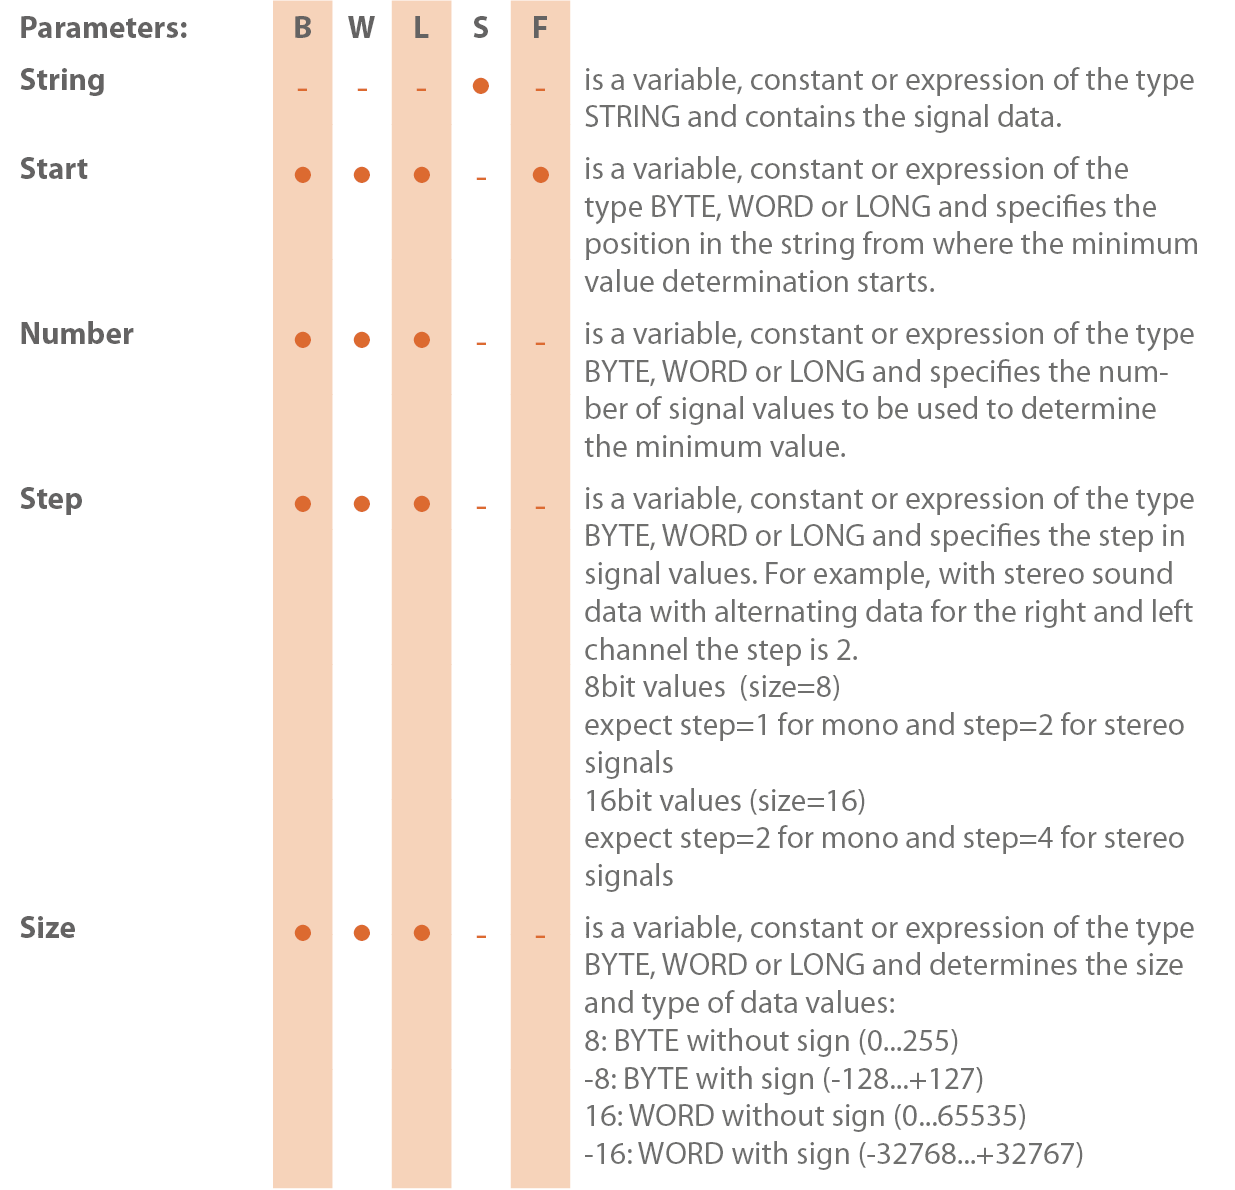 Parameters: B W L S F
String - - - ● - is a variable, constant or expression of the type
STRING and contains the signal data.
Start ● ● ● - ● is a variable, constant or expression of the
type BYTE, WORD or LONG and specifies the
position in the string from where the minimum
value determination starts.
Number ● ● ● - - is a variable, constant or expression of the type
BYTE, WORD or LONG and specifies the num-
ber of signal values to be used to determine
the minimum value.
Step ● ● ● - - is a variable, constant or expression of the type
BYTE, WORD or LONG and specifies the step in
signal values. For example, with stereo sound
data with alternating data for the right and left
channel the step is 2.
8bit values (size=8)
expect step=1 for mono and step=2 for stereo
signals
16bit values (size=16)
expect step=2 for mono and step=4 for stereo
signals
Size ● ● ● - - is a variable, constant or expression of the type
BYTE, WORD or LONG and determines the size
and type of data values:
8: BYTE without sign (0...255)
-8: BYTE with sign (-128...+127)
16: WORD without sign (0...65535)
-16: WORD with sign (-32768...+32767)